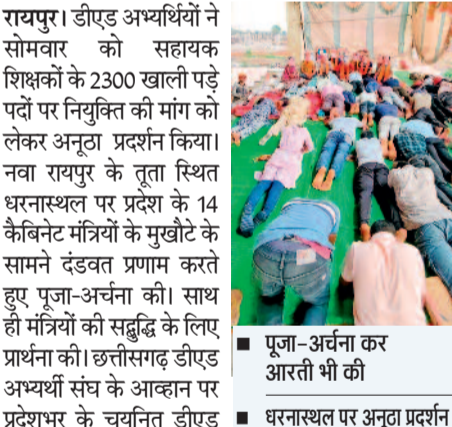 रायपुर। डीएड अभ्यर्थियों ने
सोमवार को सहायक
शिक्षकों के 2300 खाली पड़े
पदों पर नियुक्ति की मांग को
लेकर अनूठा प्रदर्शन किया।
नवा रायपुर के तूता स्थित
धरनास्थल पर प्रदेश के 14
कैबिनेट मंत्रियों के मुखौटे के
सामने दंडवत प्रणाम करते
हुए पूजा-अर्चना की। साथ
ही मंत्रियों की सद्बुद्धि के लिए
प्रार्थना की। छत्तीसगढ़ डीएड
अभ्यर्थी संघ के आव्हान पर
प्रदेशभर के चयनित डीएड
■ पूजा-अर्चना कर
आरती भी की
■ धरनास्थल पर अनूठा प्रदर्शन